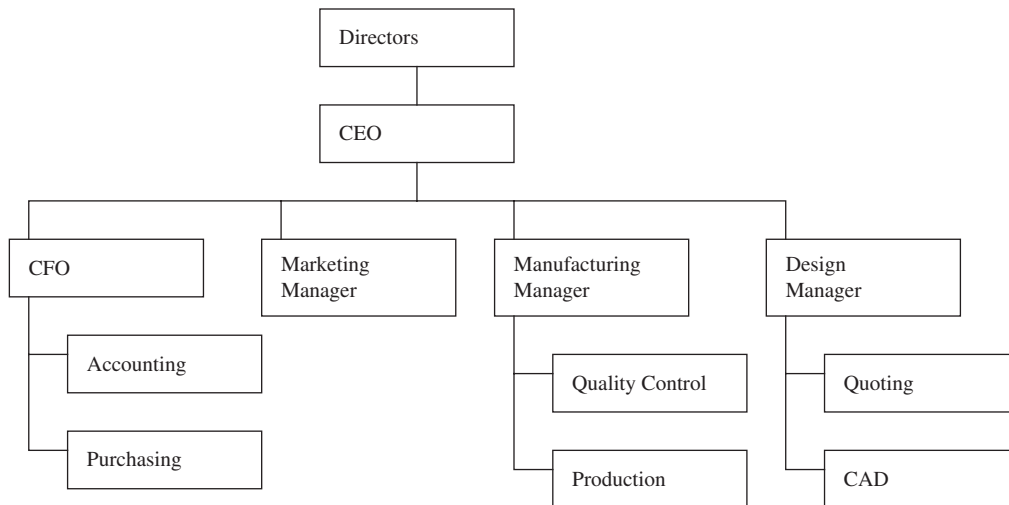 Directors
CEO
CFO
Marketing
Manager
Manufacturing
Manager
Design
Manager
Accounting
Quality Control
Quoting
Purchasing
Production
CAD